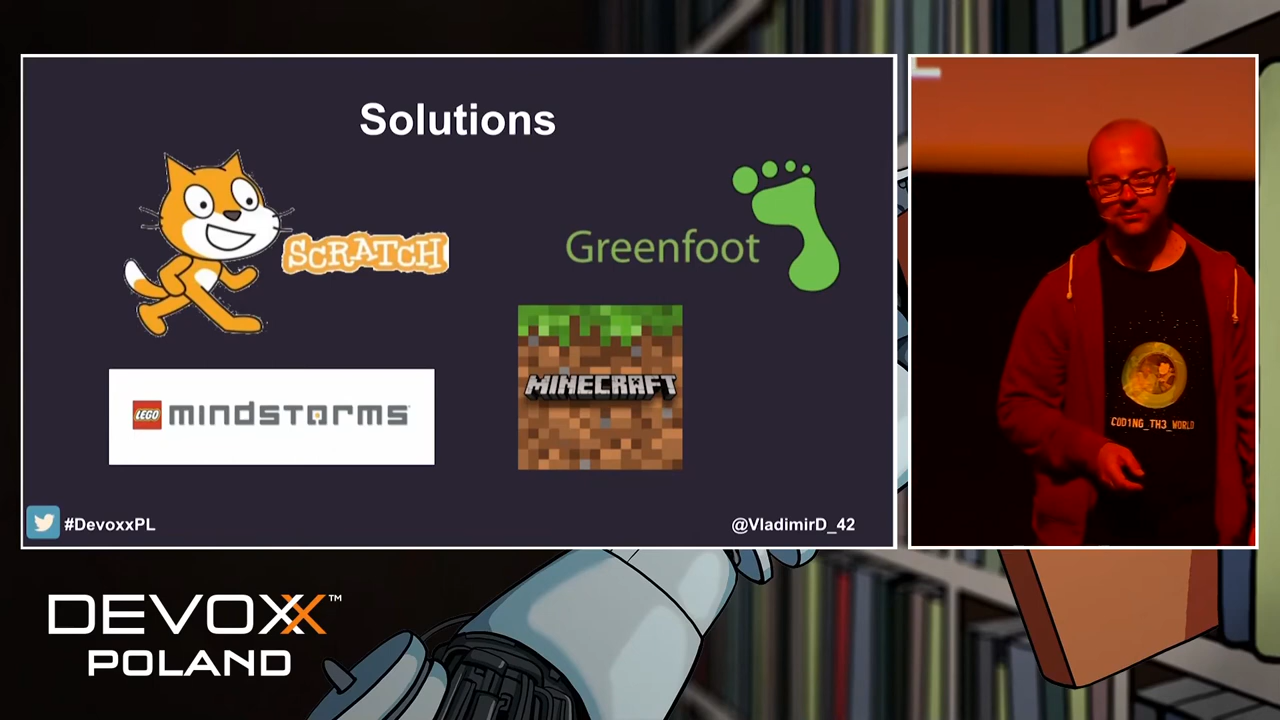 Solutions
SCRATCH
Greenfoot
MINECRAFT
LEGO mindstorms
#DevoxxPL
@VladimirD_42
COD1NG_TH3_WORLD
DEVOXX™
POLAND